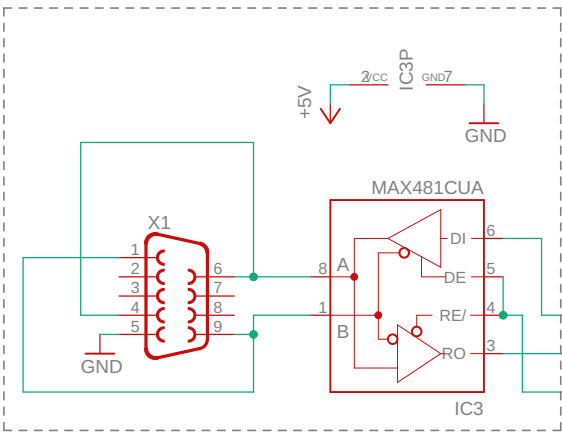 2 VCC
IC3P
GND 7
+5V
GND
MAX481CUA
X1
1
2
3
4
5
6
7
8
9
GND
8
A
1
B
DI
6
DE
5
RE/
4
RO
3
IC3